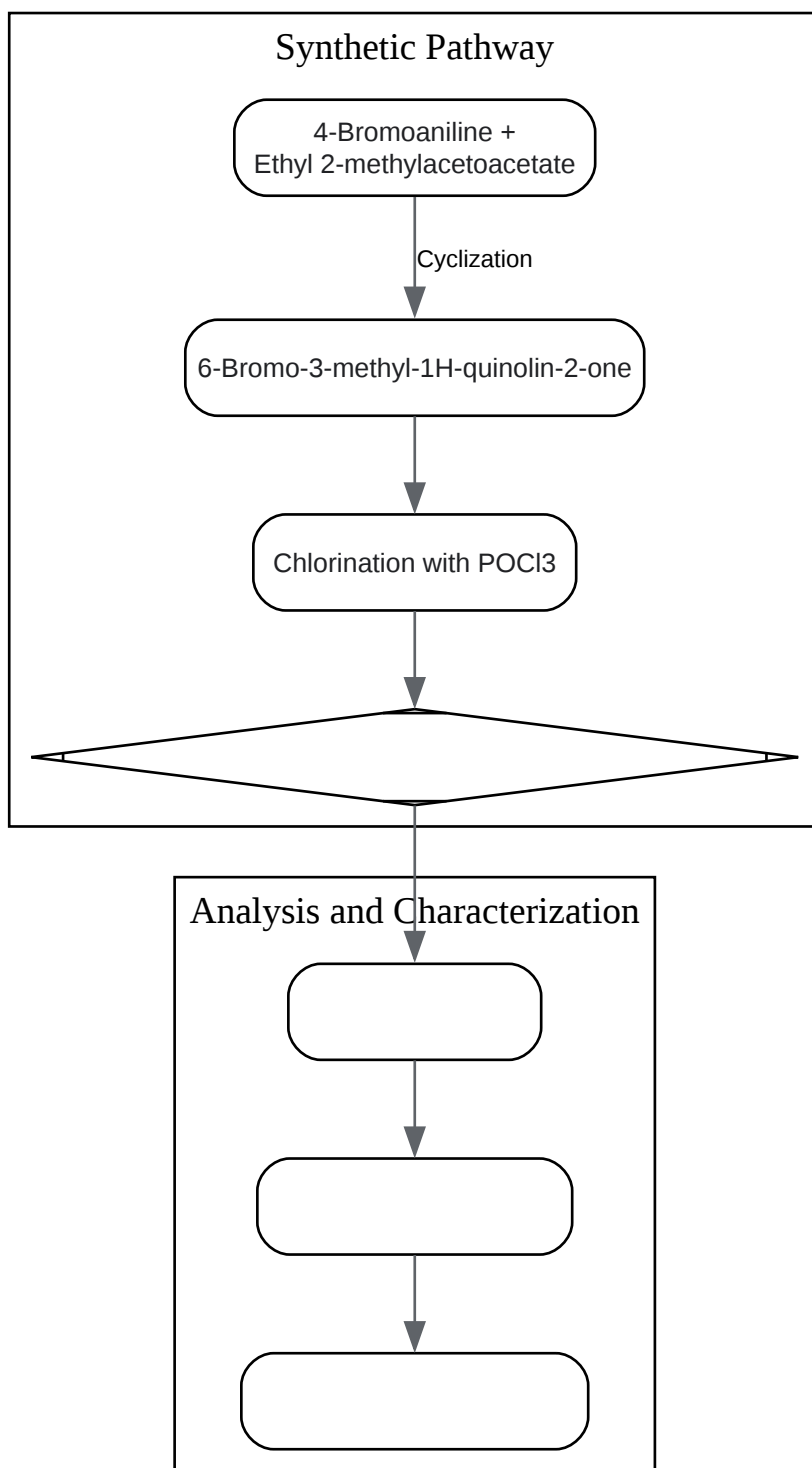 Synthetic Pathway
4-Bromoaniline +
Ethyl 2-methylacetoacetate
Cyclization
6-Bromo-3-methyl-1H-quinolin-2-one
Chlorination with POCl3
Analysis and Characterization